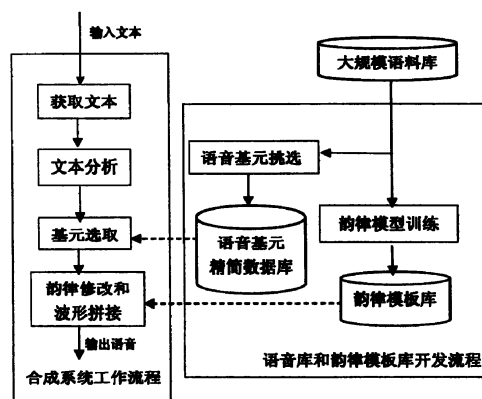 输入文本
获取文本
文本分析
基元选取
韵律修改和
波形拼接
输出语音
合成系统工作流程
大规模语料库
语音基元挑选
语音基元
精简数据库
韵律模型训练
韵律模板库
语音库和韵律模板库开发流程